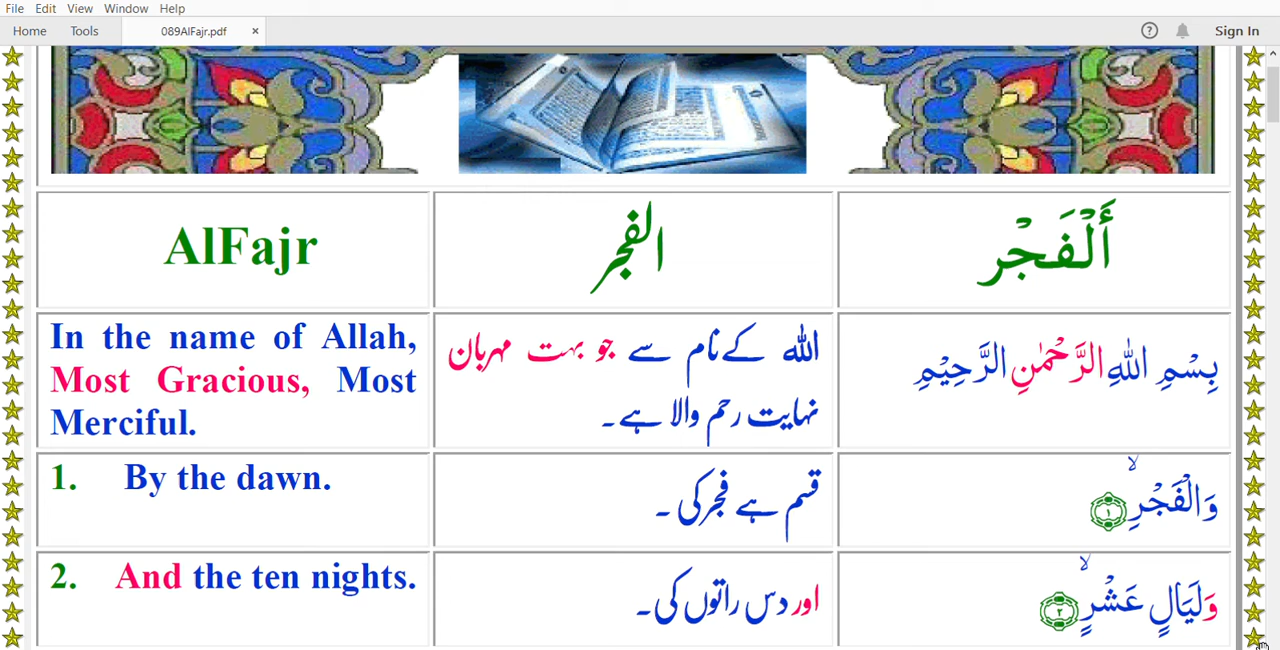 File Edit View Window Help
Home Tools 089AlFajr.pdf × ? Sign In
AlFajr
الفجر
أَلْفَجْر
In the name of Allah,
Most Gracious, Most
Merciful.
اللہ کے نام سے جو بہت مہربان
نہایت رحم والا ہے۔
بِسْمِ اللّٰهِ الرَّحْمٰنِ الرَّحِيْمِ
1. By the dawn.
قسم ہے فجر کی ۔
وَالْفَجْرِ ۙ ﴿۱﴾
2. And the ten nights.
اور دس راتوں کی ۔
وَلَيَالٍ عَشْرٍ ۙ ﴿۲﴾